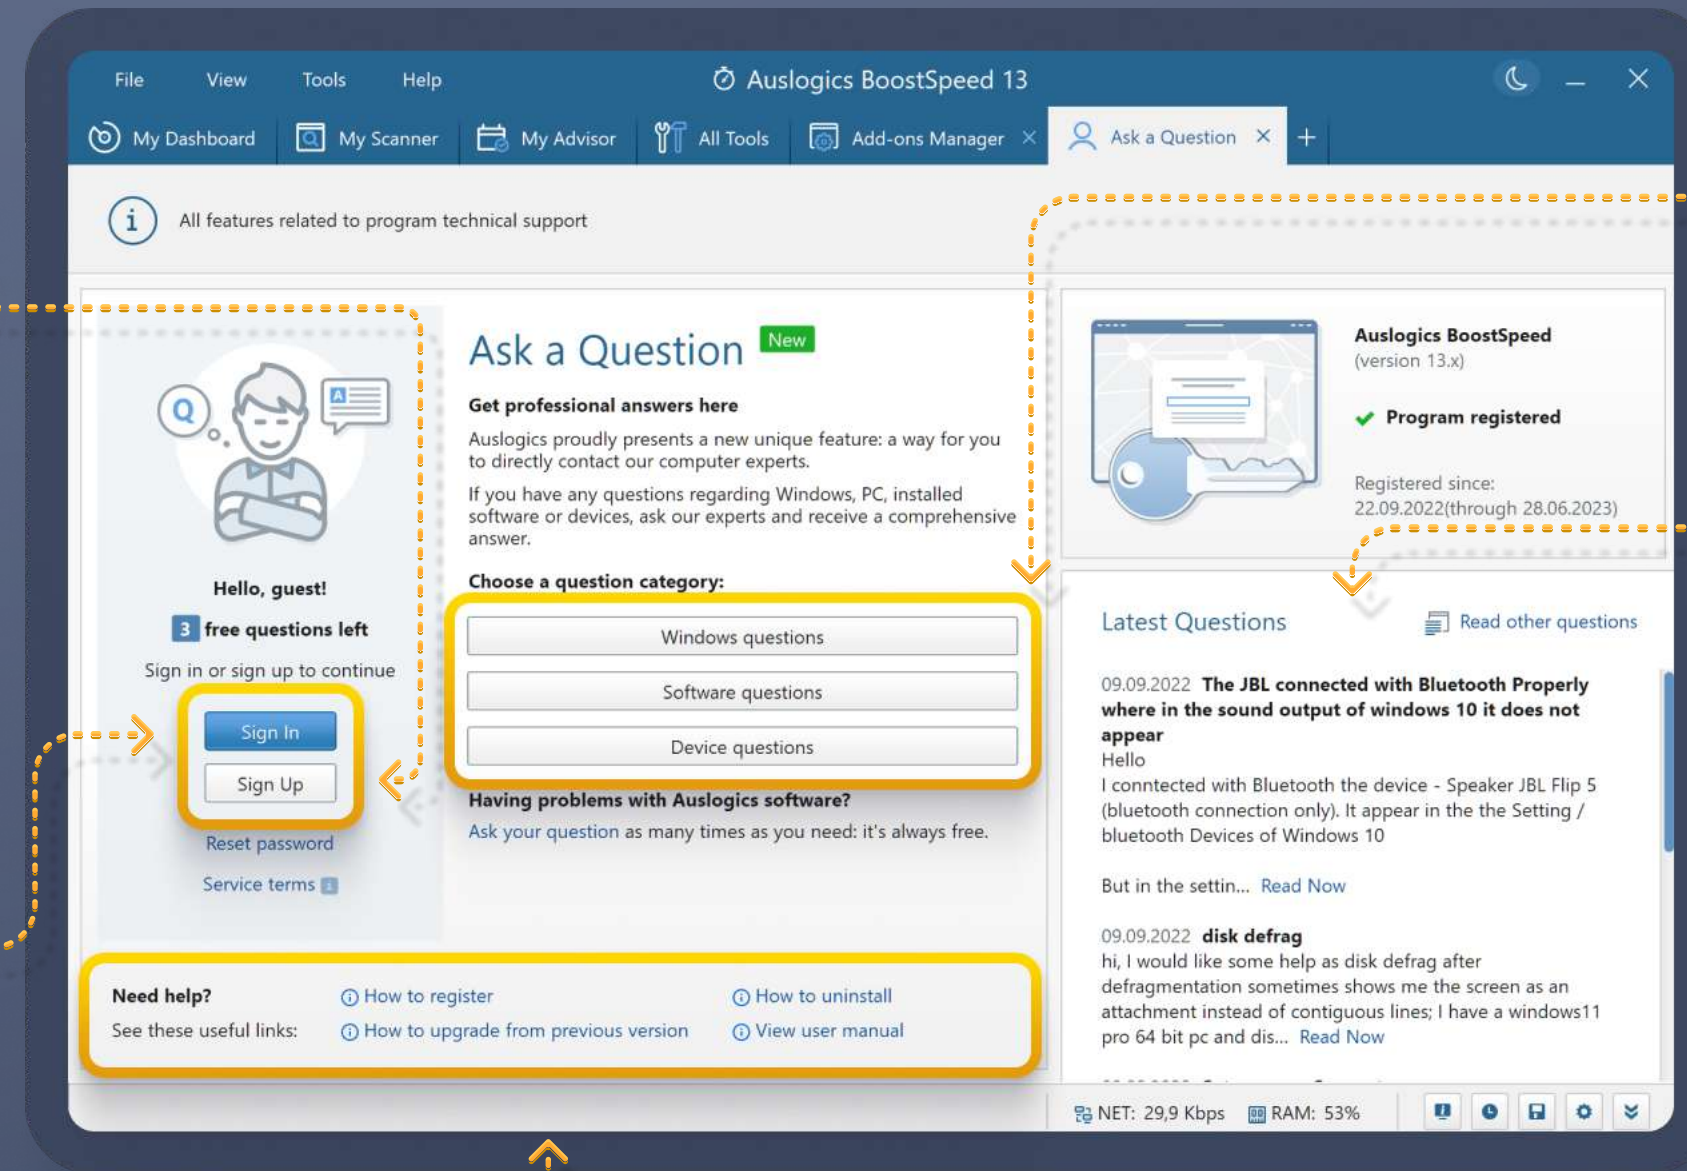 File View Tools Help
Auslogics BoostSpeed 13
My Dashboard My Scanner My Advisor All Tools Add-ons Manager Ask a Question
All features related to program technical support
Q A
Hello, guest!
3 free questions left
Sign in or sign up to continue
Sign In
Sign Up
Reset password
Service terms
Ask a Question New
Get professional answers here
Auslogics proudly presents a new unique feature: a way for you
to directly contact our computer experts.
If you have any questions regarding Windows, PC, installed
software or devices, ask our experts and receive a comprehensive
answer.
Choose a question category:
Windows questions
Software questions
Device questions
Having problems with Auslogics software?
Ask your question as many times as you need: it's always free.
Need help?
See these useful links:
How to register
How to upgrade from previous version
How to uninstall
View user manual
Auslogics BoostSpeed
(version 13.x)
Program registered
Registered since:
22.09.2022(through 28.06.2023)
Latest Questions Read other questions
09.09.2022 The JBL connected with Bluetooth Properly
where in the sound output of windows 10 it does not
appear
Hello
I conntected with Bluetooth the device - Speaker JBL Flip 5
(bluetooth connection only). It appear in the the Setting /
bluetooth Devices of Windows 10
But in the settin... Read Now
09.09.2022 disk defrag
hi, I would like some help as disk defrag after
defragmentation sometimes shows me the screen as an
attachment instead of contiguous lines; I have a windows11
pro 64 bit pc and dis... Read Now
NET: 29,9 Kbps RAM: 53%